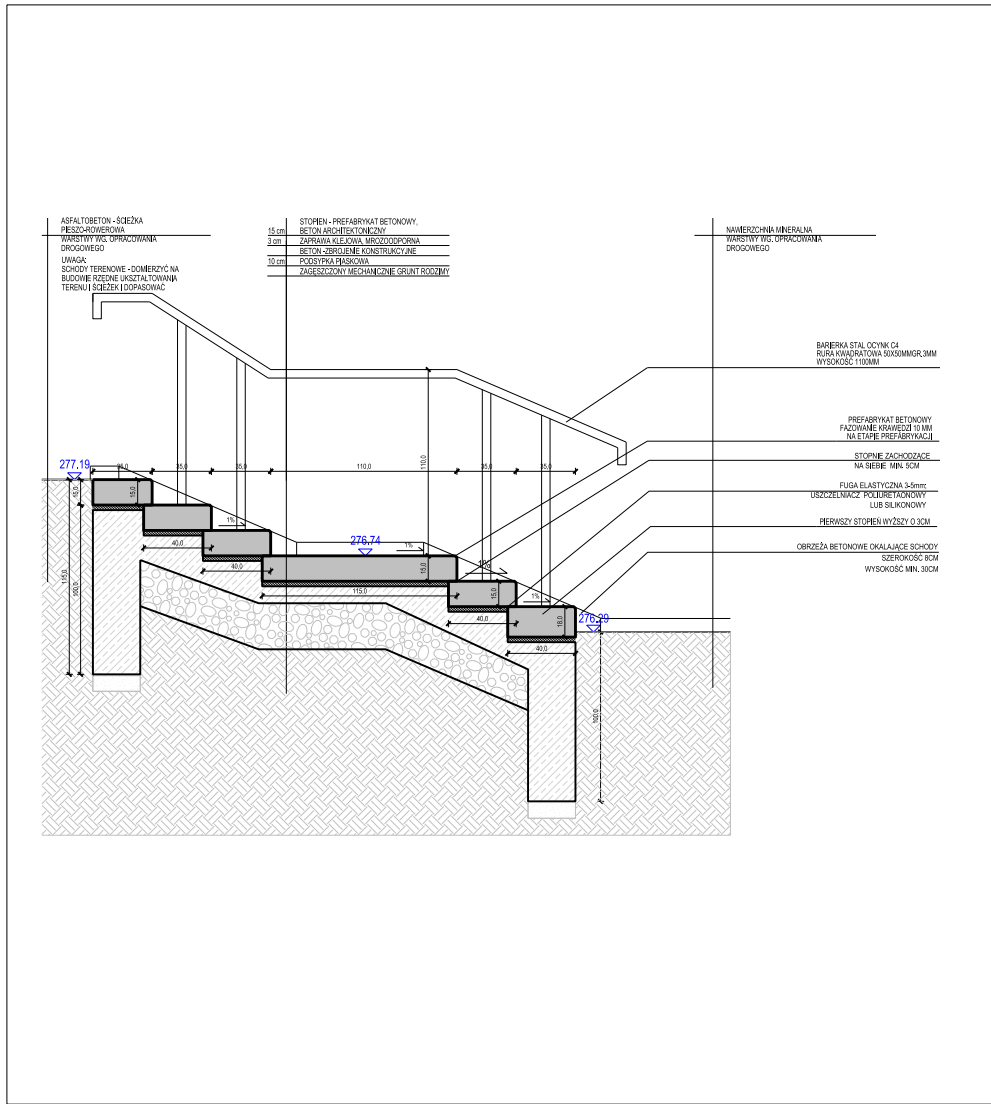 ASFALTOBETON - ŚCIEŻKA
PIESZO-ROWEROWA
WARSTWY WG. OPRACOWANIA
DROGOWEGO
UWAGA:
SCHODY TERENOWE - DOMIERZYĆ NA
BUDOWIE RZĘDNE UKSZTAŁTOWANIA
TERENU I ŚCIEŻEK I DOPASOWAĆ
STOPIEŃ - PREFABRYKAT BETONOWY,
15 cm BETON ARCHITEKTONICZNY
3 cm ZAPRAWA KLEJOWA, MROZOODPORNA
BETON -ZBROJENIE KONSTRUKCYJNE
10 cm PODSYPKA PIASKOWA
ZAGĘSZCZONY MECHANICZNIE GRUNT RODZIMY
NAWIERZCHNIA MINERALNA
WARSTWY WG. OPRACOWANIA
DROGOWEGO
BARIERKA STAL OCYNK C4
RURA KWADRATOWA 50X50MMGR.3MM
WYSOKOŚĆ 1100MM
PREFABRYKAT BETONOWY
FAZOWANIE KRAWĘDZI 10 MM
NA ETAPIE PREFABRYKACJI
STOPNIE ZACHODZĄCE
NA SIEBIE MIN. 5CM
FUGA ELASTYCZNA 3-5mm;
USZCZELNIACZ POLIURETAONOWY
LUB SILIKONOWY
PIERWSZY STOPIEŃ WYŻSZY O 3CM
OBRZEŻA BETONOWE OKALAJĄCE SCHODY
SZEROKOŚĆ 8CM
WYSOKOŚĆ MIN. 30CM
277.19
35,0 35,0 110,0 110,0 35,0 35,0
15,0
15,0
1%
276.74
1%
40,0
40,0
15,0
1%
115,0
100,0
115,0
15,0
1%
40,0
18,0
276.29
40,0
100,0